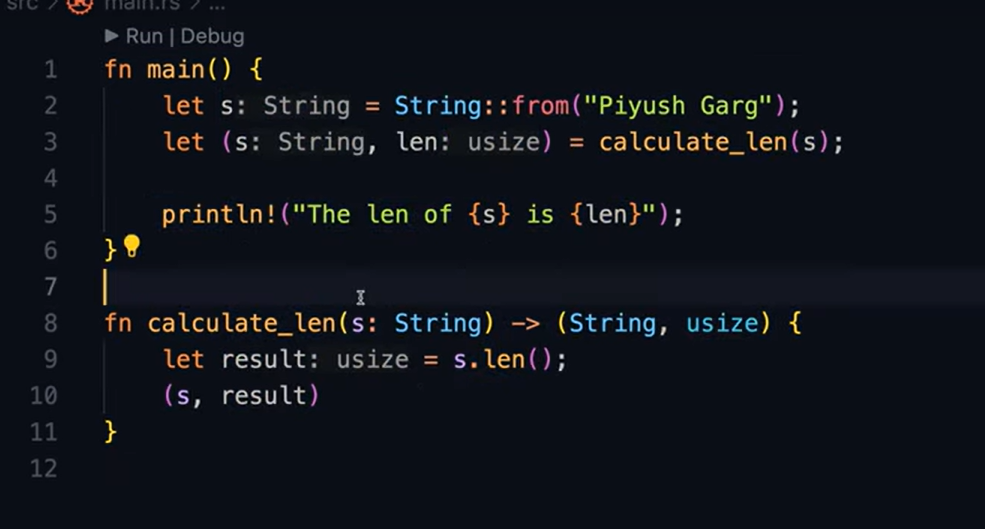 src > main.rs > ...
Run | Debug
1 fn main() {
2 let s: String = String::from("Piyush Garg");
3 let (s: String, len: usize) = calculate_len(s);
4
5 println!("The len of {s} is {len}");
6 }
7
8 fn calculate_len(s: String) -> (String, usize) {
9 let result: usize = s.len();
10 (s, result)
11 }
12